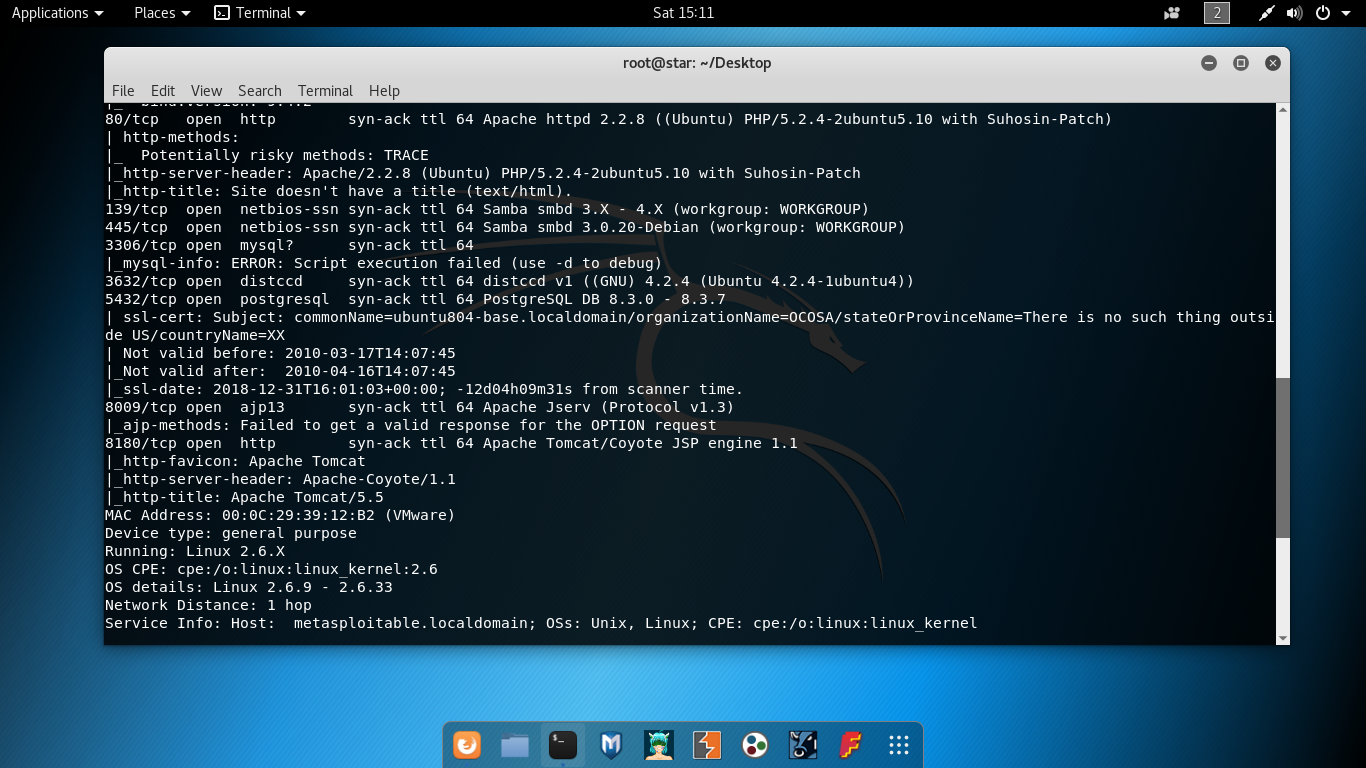 Applications Places Terminal Sat 15:11 2
root@star: ~/Desktop
File Edit View Search Terminal Help
|_  bind.version: 9.4.2
80/tcp   open  http        syn-ack ttl 64 Apache httpd 2.2.8 ((Ubuntu) PHP/5.2.4-2ubuntu5.10 with Suhosin-Patch)
| http-methods:
|_  Potentially risky methods: TRACE
|_http-server-header: Apache/2.2.8 (Ubuntu) PHP/5.2.4-2ubuntu5.10 with Suhosin-Patch
|_http-title: Site doesn't have a title (text/html).
139/tcp  open  netbios-ssn syn-ack ttl 64 Samba smbd 3.X - 4.X (workgroup: WORKGROUP)
445/tcp  open  netbios-ssn syn-ack ttl 64 Samba smbd 3.0.20-Debian (workgroup: WORKGROUP)
3306/tcp open  mysql?      syn-ack ttl 64
|_mysql-info: ERROR: Script execution failed (use -d to debug)
3632/tcp open  distccd     syn-ack ttl 64 distccd v1 ((GNU) 4.2.4 (Ubuntu 4.2.4-1ubuntu4))
5432/tcp open  postgresql  syn-ack ttl 64 PostgreSQL DB 8.3.0 - 8.3.7
| ssl-cert: Subject: commonName=ubuntu804-base.localdomain/organizationName=OCOSA/stateOrProvinceName=There is no such thing outsi
de US/countryName=XX
| Not valid before: 2010-03-17T14:07:45
|_Not valid after:  2010-04-16T14:07:45
|_ssl-date: 2018-12-31T16:01:03+00:00; -12d04h09m31s from scanner time.
8009/tcp open  ajp13       syn-ack ttl 64 Apache Jserv (Protocol v1.3)
|_ajp-methods: Failed to get a valid response for the OPTION request
8180/tcp open  http        syn-ack ttl 64 Apache Tomcat/Coyote JSP engine 1.1
|_http-favicon: Apache Tomcat
|_http-server-header: Apache-Coyote/1.1
|_http-title: Apache Tomcat/5.5
MAC Address: 00:0C:29:39:12:B2 (VMware)
Device type: general purpose
Running: Linux 2.6.X
OS CPE: cpe:/o:linux:linux_kernel:2.6
OS details: Linux 2.6.9 - 2.6.33
Network Distance: 1 hop
Service Info: Host:  metasploitable.localdomain; OSs: Unix, Linux; CPE: cpe:/o:linux:linux_kernel